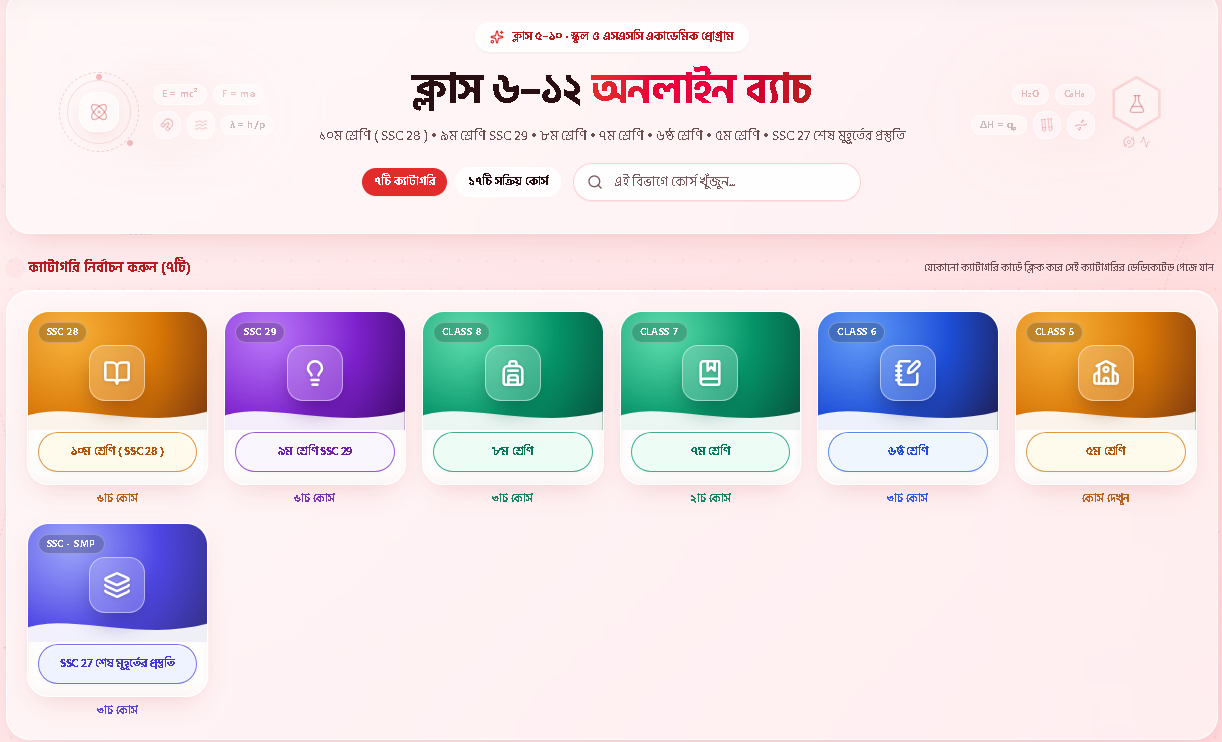 ক্লাস ৫–১০ · স্কুল ও এসএসসি একাডেমিক প্রোগ্রাম
ক্লাস ৬–১২ অনলাইন ব্যাচ
১০ম শ্রেণি ( SSC 28 ) • ৯ম শ্রেণি SSC 29 • ৮ম শ্রেণি • ৭ম শ্রেণি • ৬ষ্ঠ শ্রেণি • ৫ম শ্রেণি • SSC 27 শেষ মুহূর্তের প্রস্তুতি
E = mc²
F = ma
λ = h/p
H₂O
C₆H₆
ΔH = qₚ
৭টি ক্যাটাগরি
১৭টি সক্রিয় কোর্স
এই বিভাগে কোর্স খুঁজুন...
ক্যাটাগরি নির্বাচন করুন (৭টি)
যেকোনো ক্যাটাগরি কার্ডে ক্লিক করে সেই ক্যাটাগরির ডেডিকেটেড পেজে যান
SSC 28
SSC 29
CLASS 8
CLASS 7
CLASS 6
CLASS 5
১০ম শ্রেণি ( SSC 28 )
৯ম শ্রেণি SSC 29
৮ম শ্রেণি
৭ম শ্রেণি
৬ষ্ঠ শ্রেণি
৫ম শ্রেণি
কোর্স
কোর্স
৩টি কোর্স
২টি কোর্স
৩টি কোর্স
কোর্স দেখুন
SSC - SMP
SSC 27 শেষ মুহূর্তের প্রস্তুতি
৩টি কোর্স